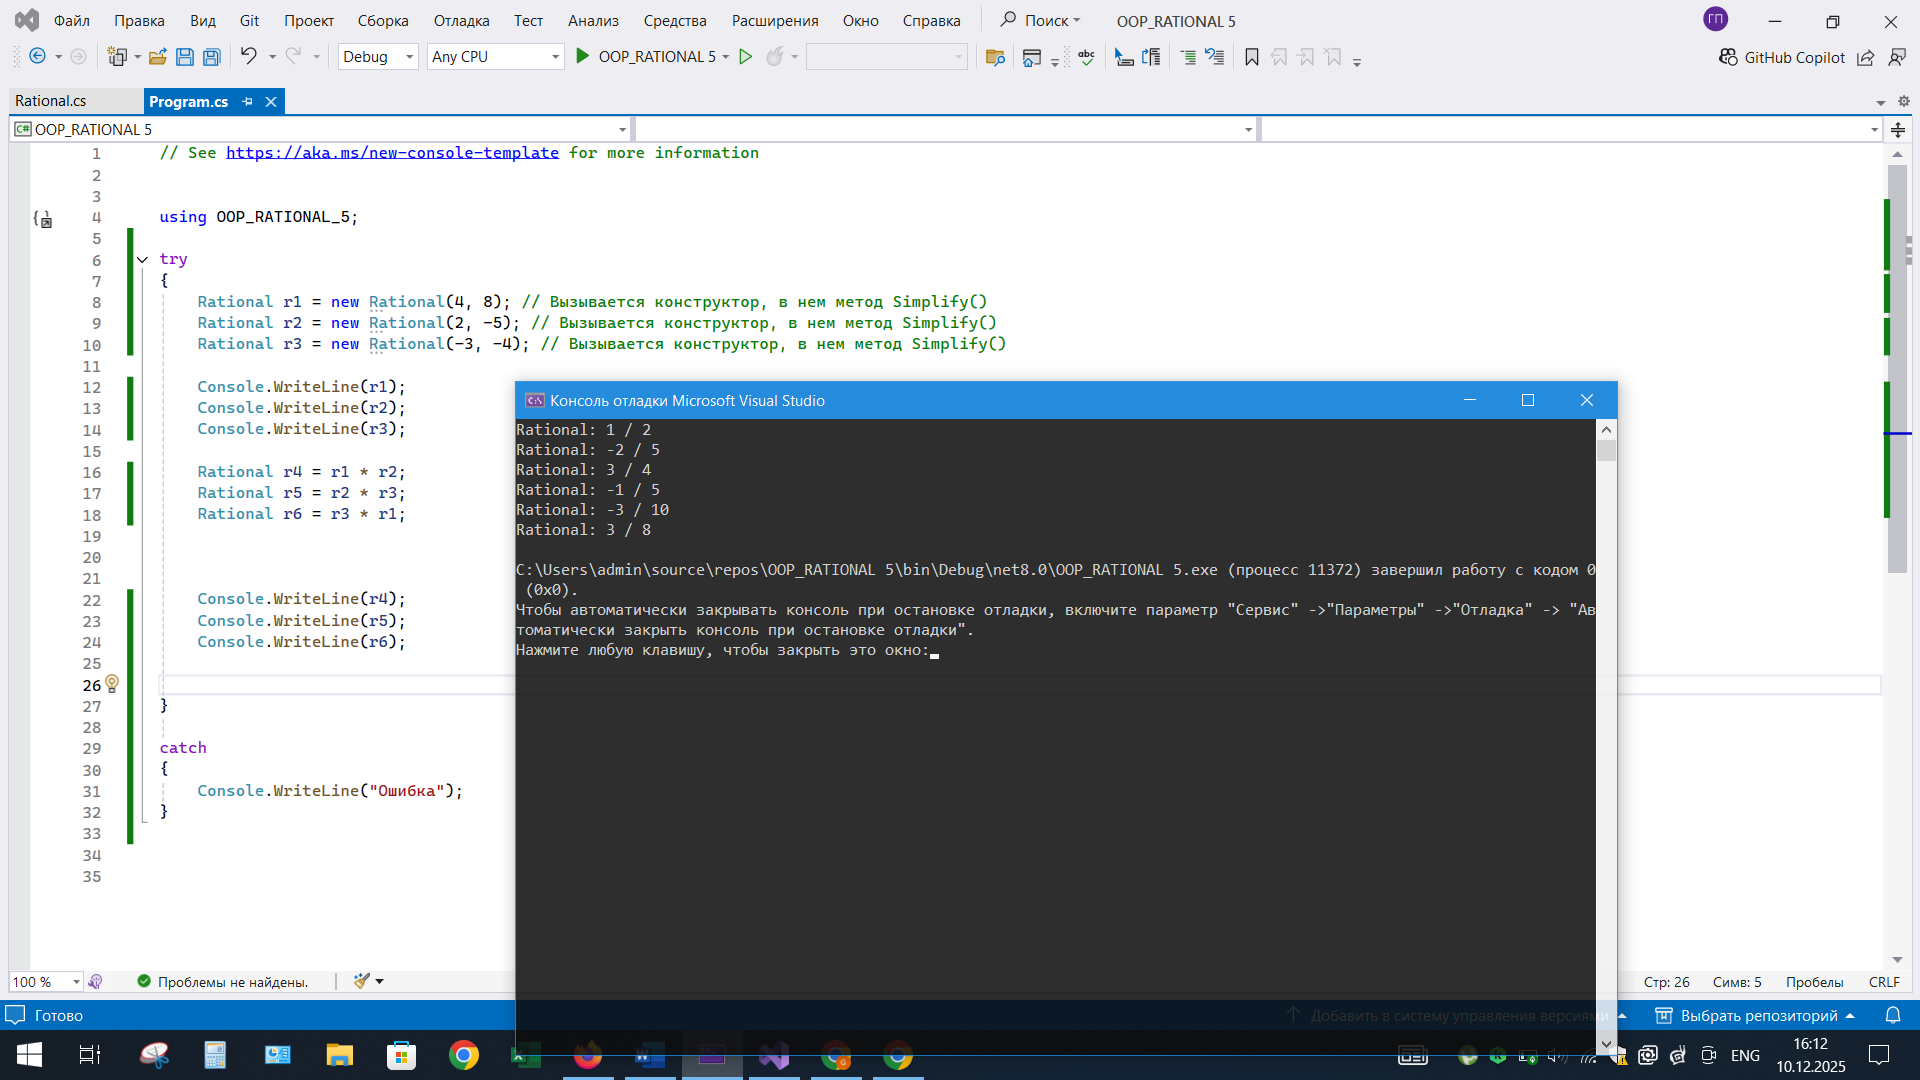 Файл Правка Вид Git Проект Сборка Отладка Тест Анализ Средства Расширения Окно Справка Поиск OOP_RATIONAL 5 ГП
Debug Any CPU OOP_RATIONAL 5 abc GitHub Copilot
Rational.cs Program.cs
C# OOP_RATIONAL 5
1 // See https://aka.ms/new-console-template for more information
2
3
4 using OOP_RATIONAL_5;
5
6 try
7 {
8 Rational r1 = new Rational(4, 8); // Вызывается конструктор, в нем метод Simplify()
9 Rational r2 = new Rational(2, -5); // Вызывается конструктор, в нем метод Simplify()
10 Rational r3 = new Rational(-3, -4); // Вызывается конструктор, в нем метод Simplify()
11
12 Console.WriteLine(r1);
13 Console.WriteLine(r2);
14 Console.WriteLine(r3);
15
16 Rational r4 = r1 * r2;
17 Rational r5 = r2 * r3;
18 Rational r6 = r3 * r1;
19
20
21
22 Console.WriteLine(r4);
23 Console.WriteLine(r5);
24 Console.WriteLine(r6);
25
26
27 }
28
29 catch
30 {
31 Console.WriteLine("Ошибка");
32 }
33
34
35
Консоль отладки Microsoft Visual Studio
Rational: 1 / 2
Rational: -2 / 5
Rational: 3 / 4
Rational: -1 / 5
Rational: -3 / 10
Rational: 3 / 8
C:\Users\admin\source\repos\OOP_RATIONAL 5\bin\Debug\net8.0\OOP_RATIONAL 5.exe (процесс 11372) завершил работу с кодом 0
(0x0).
Чтобы автоматически закрывать консоль при остановке отладки, включите параметр "Сервис" ->"Параметры" ->"Отладка" -> "Ав
томатически закрыть консоль при остановке отладки".
Нажмите любую клавишу, чтобы закрыть это окно:
100 % Проблемы не найдены. Стр: 26 Симв: 5 Пробелы CRLF
Готово Добавить в систему управления версиями Выбрать репозиторий
ENG 16:12
10.12.2025